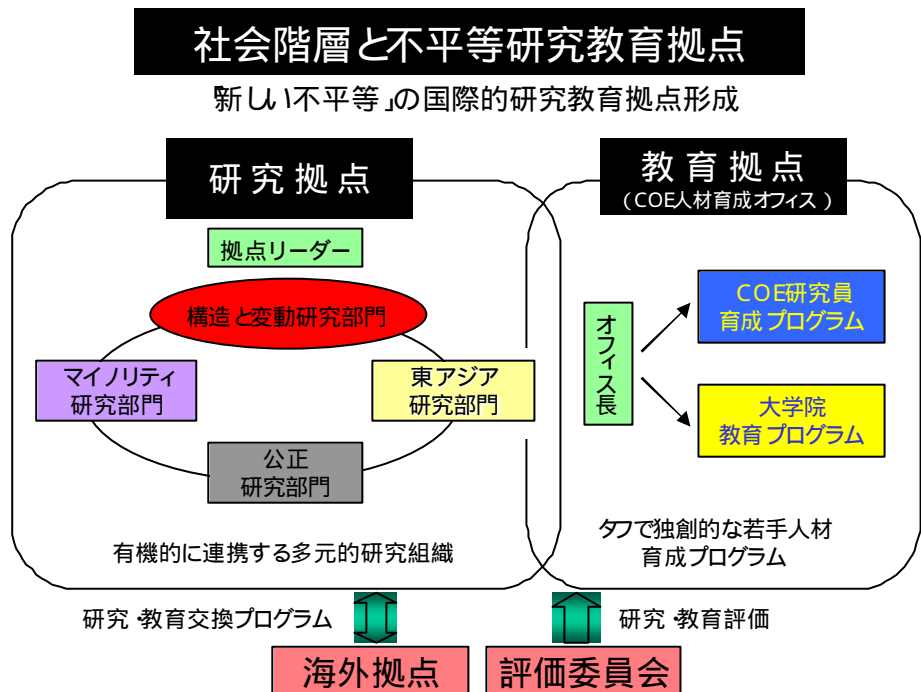 社会階層と不平等研究教育拠点
「新しい不平等」の国際的研究教育拠点形成
研究拠点
拠点リーダー
構造と変動研究部門
マイノリティ
研究部門
東アジア
研究部門
公正
研究部門
有機的に連携する多元的研究組織
教育拠点
(COE人材育成オフィス)
オフィス長
COE研究員
育成プログラム
大学院
教育プログラム
タフで独創的な若手人材
育成プログラム
研究・教育交換プログラム
研究・教育評価
海外拠点
評価委員会